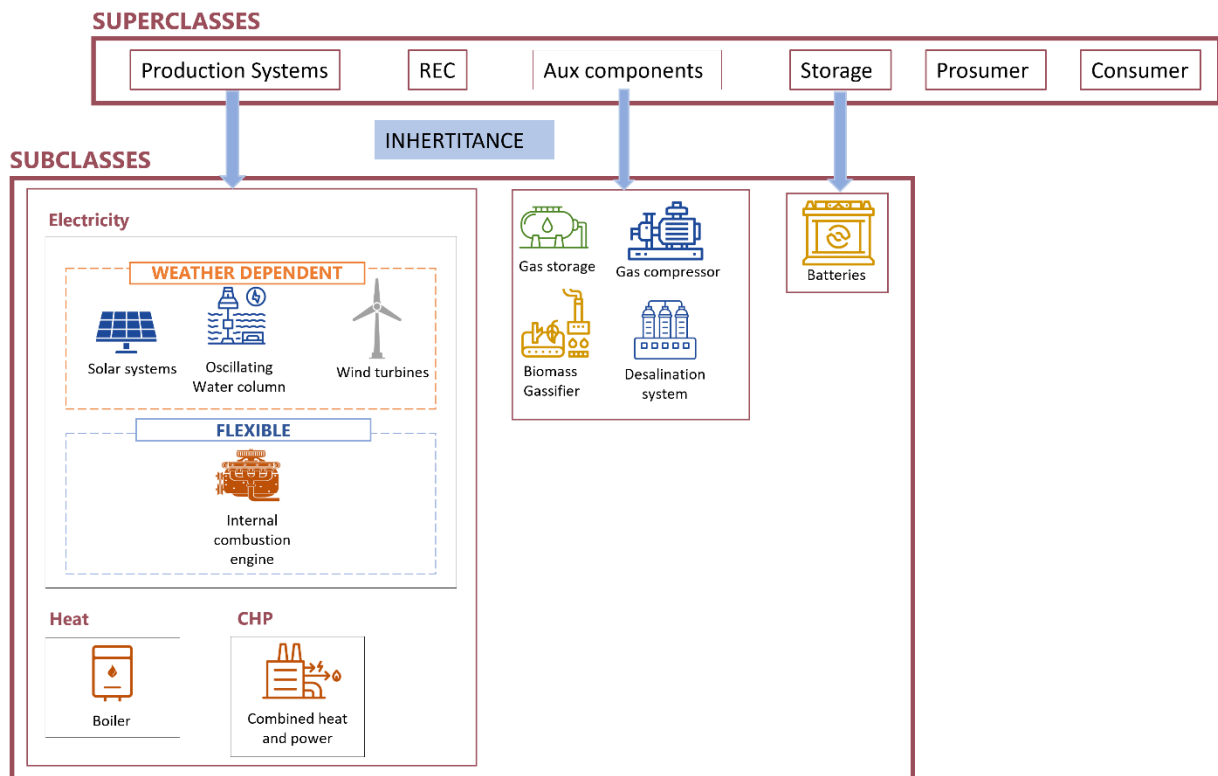 SUPERCLASSES
Production Systems
REC
Aux components
Storage
Prosumer
Consumer
INHERTITANCE
SUBCLASSES
Electricity
WEATHER DEPENDENT
Solar systems
Oscillating
Water column
Wind turbines
FLEXIBLE
Internal
combustion
engine
Heat
Boiler
CHP
Combined heat
and power
Gas storage
Gas compressor
Biomass
Gassifier
Desalination
system
Batteries